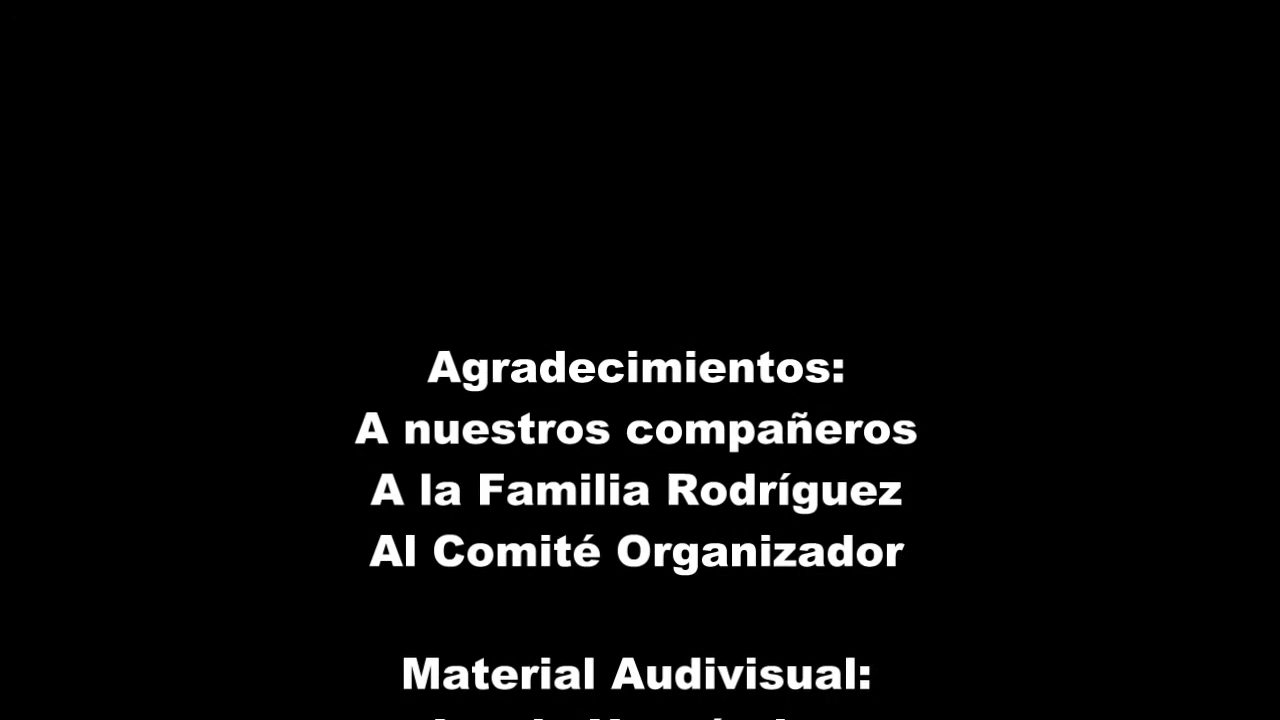 Agradecimientos:
A nuestros compañeros
A la Familia Rodríguez
Al Comité Organizador
Material Audivisual: